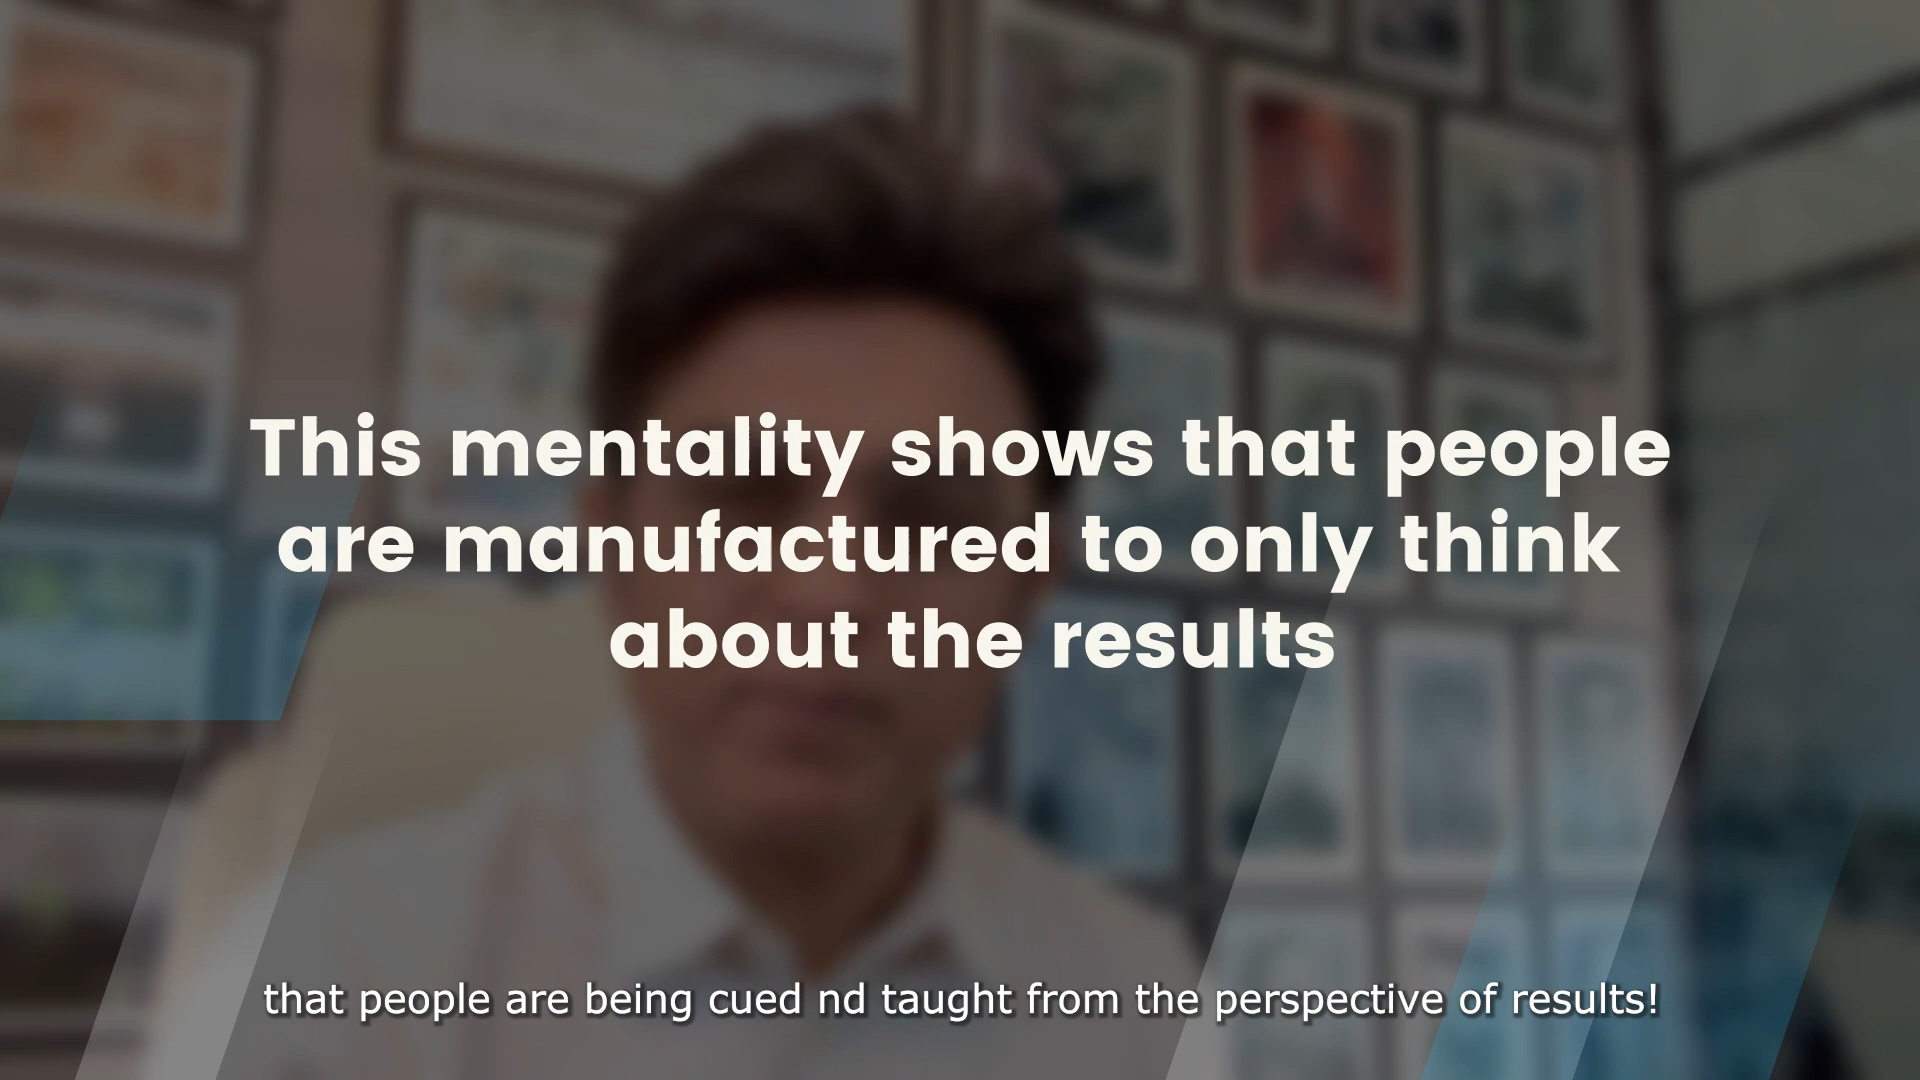 This mentality shows that people
are manufactured to only think
about the results
that people are being cued nd taught from the perspective of results!